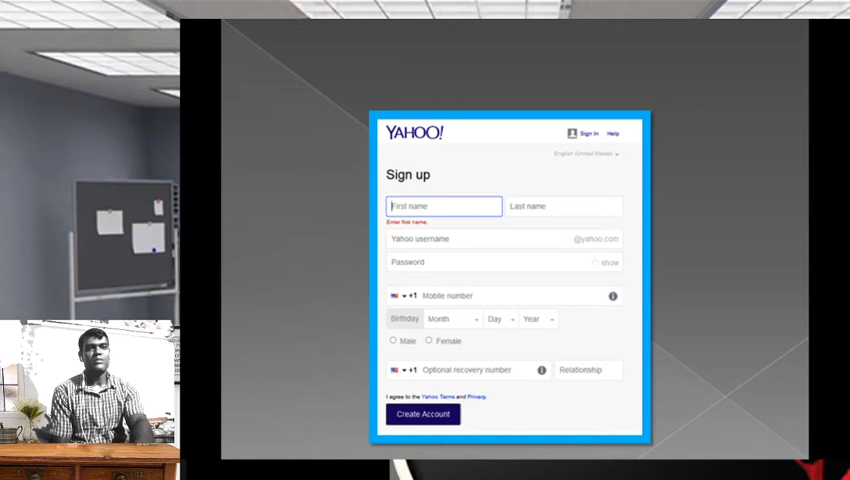 YAHOO!
Sign In Help
English (United States)
Sign up
First name Last name
Enter first name.
Yahoo username @yahoo.com
Password show
+1 Mobile number
Birthday Month Day Year
Male Female
+1 Optional recovery number Relationship
I agree to the Yahoo Terms and Privacy.
Create Account